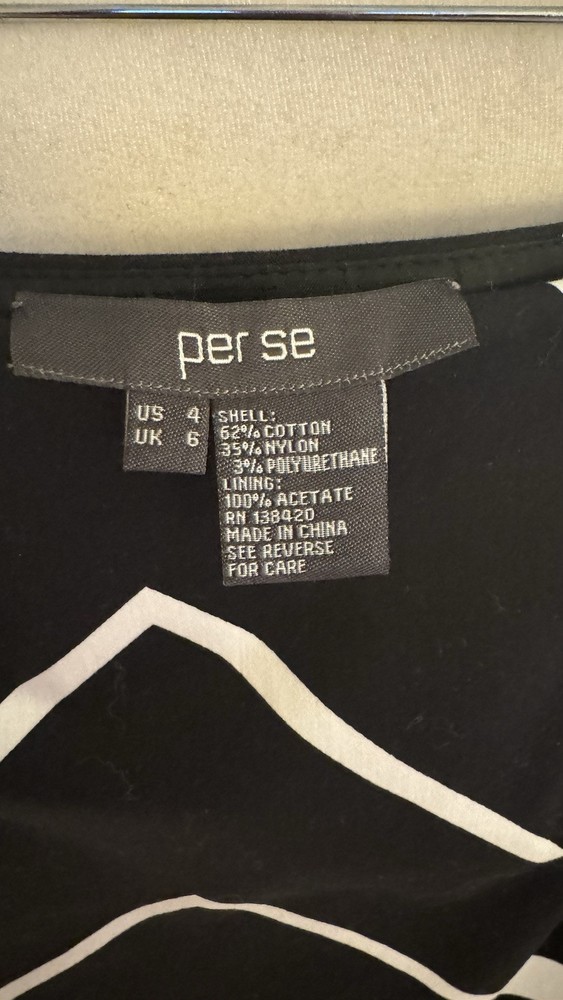 per se
US 4
UK 6
SHELL:
62% COTTON
35% NYLON
3% POLYURETHANE
LINING:
100% ACETATE
RN 138420
MADE IN CHINA
SEE REVERSE
FOR CARE